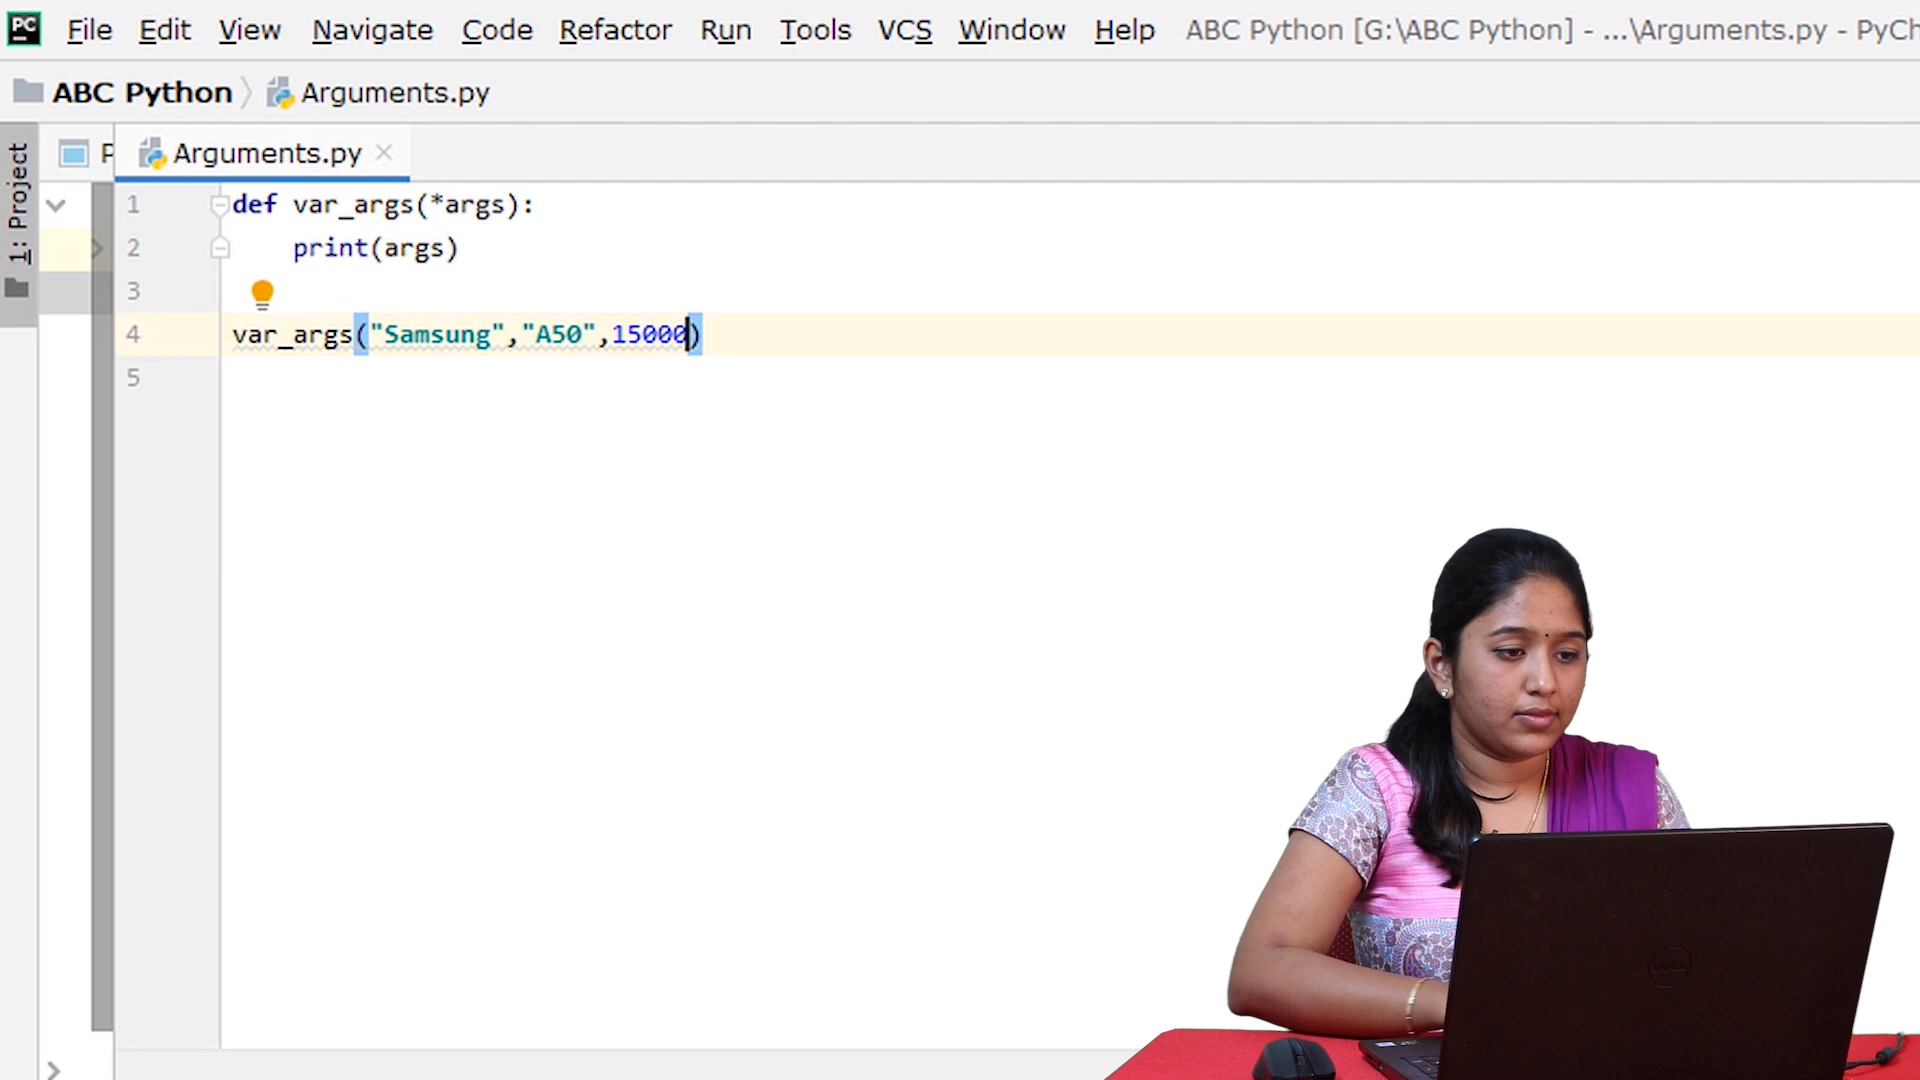 PC File Edit View Navigate Code Refactor Run Tools VCS Window Help ABC Python [G:\ABC Python] - ...\Arguments.py - PyCh
ABC Python Arguments.py
1: Project
P Arguments.py
1 def var_args(*args):
2 print(args)
3
4 var_args("Samsung","A50",15000)
5
DELL